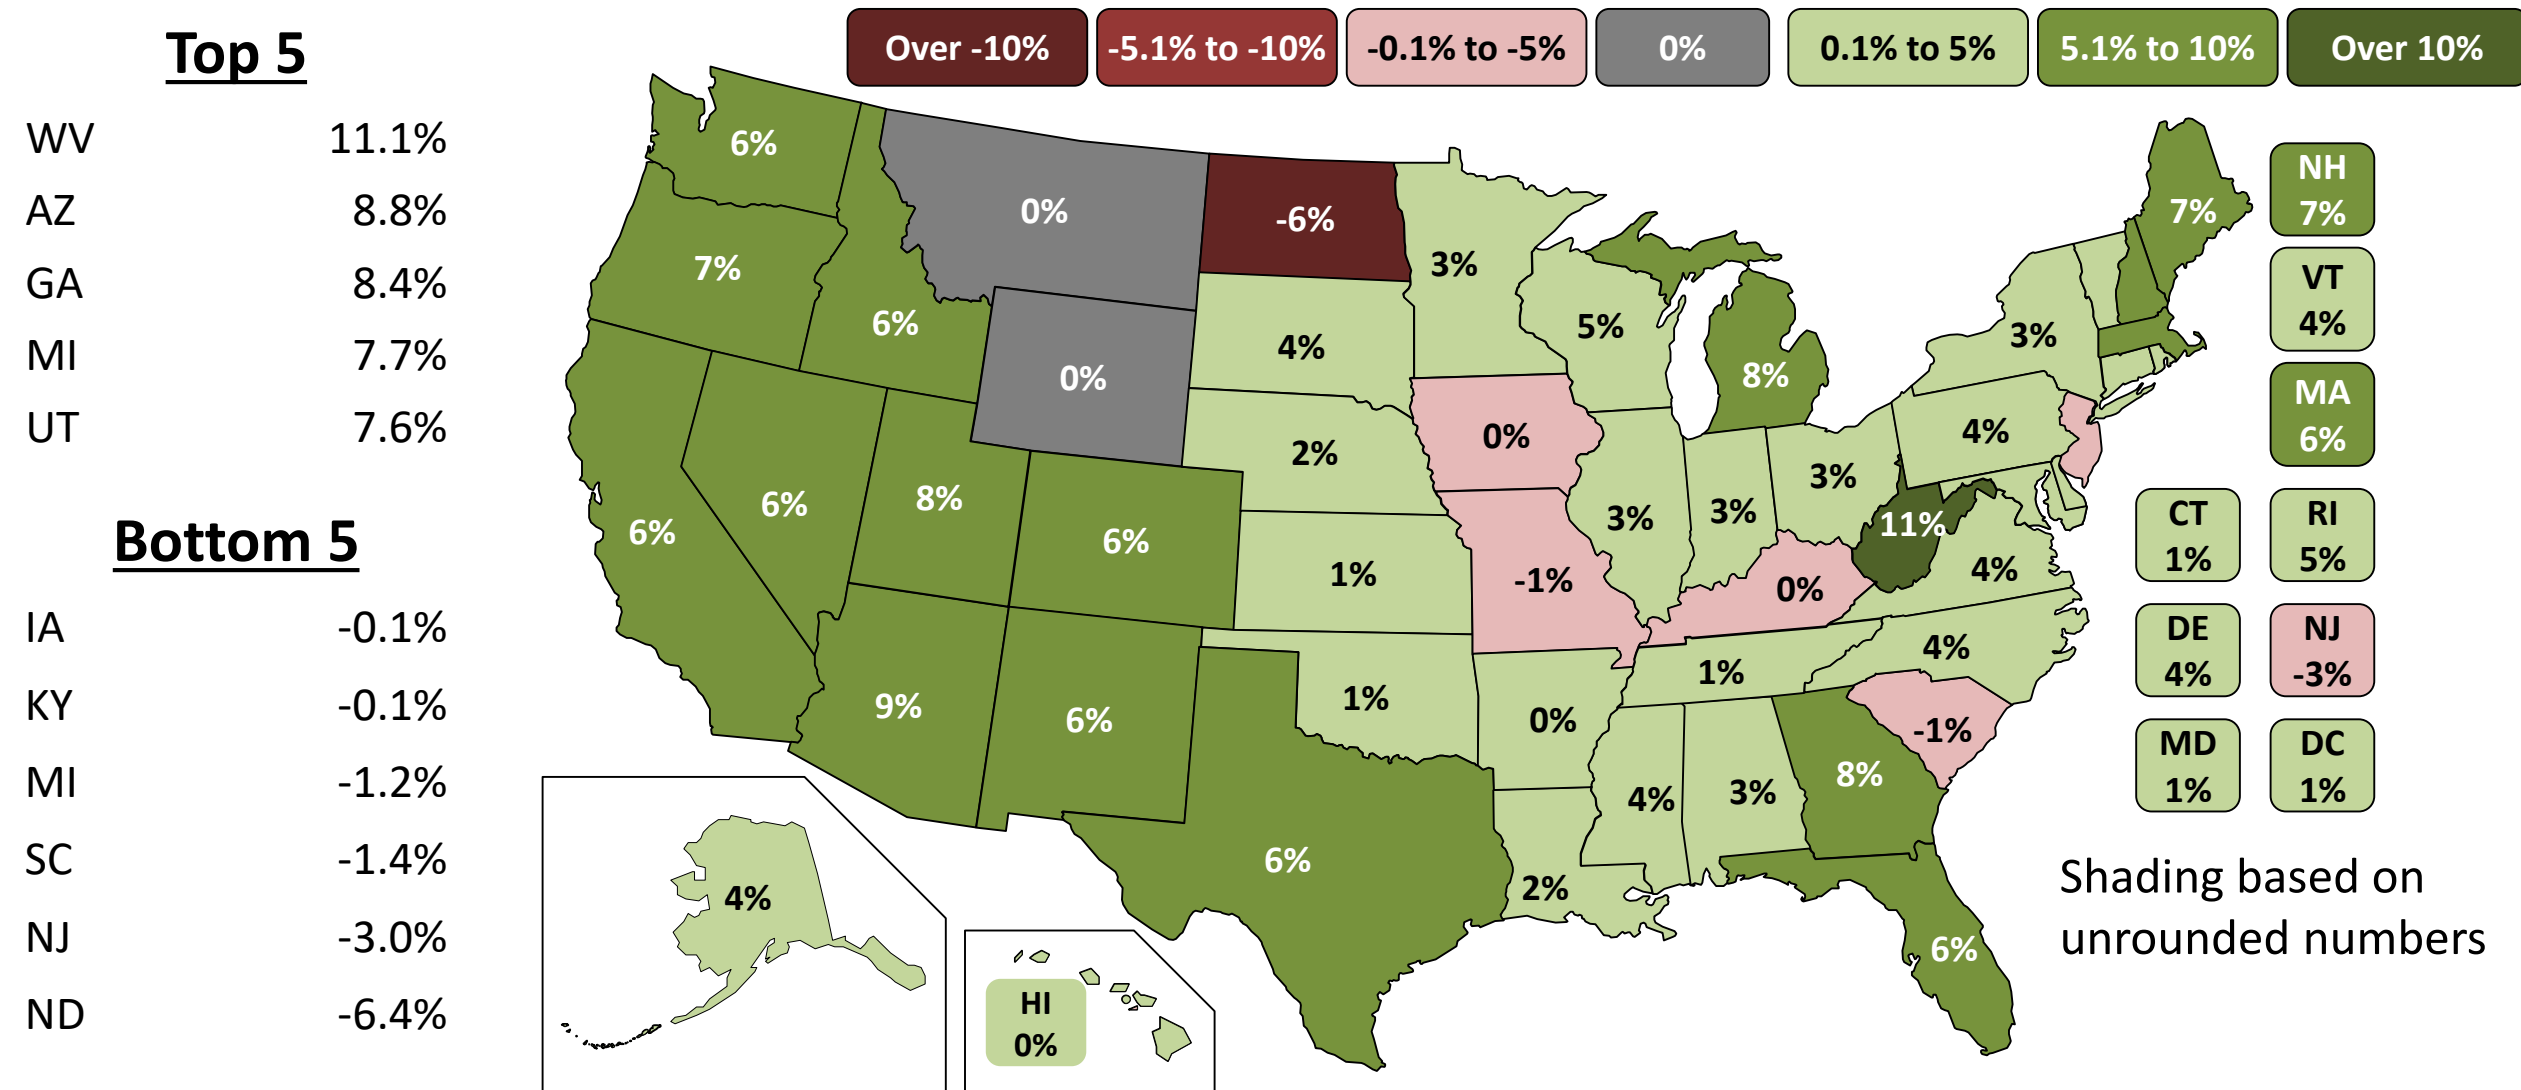 Top 5
WV 11.1%
AZ 8.8%
GA 8.4%
MI 7.7%
UT 7.6%
Bottom 5
IA -0.1%
KY -0.1%
MI -1.2%
SC -1.4%
NJ -3.0%
ND -6.4%
Over -10% -5.1% to -10% -0.1% to -5% 0% 0.1% to 5% 5.1% to 10% Over 10%
6%
7%
6%
0%
0%
-6%
3%
4%
5%
2%
0%
8%
6%
6%
8%
6%
1%
-1%
3%
3%
3%
0%
11%
4%
3%
7%
4%
4%
9%
6%
1%
0%
1%
-1%
6%
2%
4%
3%
8%
6%
4%
HI
0%
NH
7%
VT
4%
MA
6%
CT
1%
RI
5%
DE
4%
NJ
-3%
MD
1%
DC
1%
Shading based on
unrounded numbers